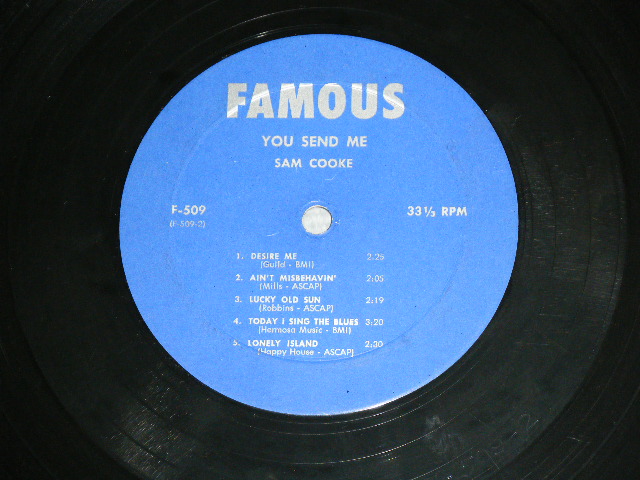 FAMOUS
YOU SEND ME
SAM COOKE
F-509 33⅓ RPM
(F-509-2)
1. DESIRE ME 2:25
(Guild - BMI)
2. AIN'T MISBEHAVIN' 2:05
(Mills - ASCAP)
3. LUCKY OLD SUN 2:19
(Robbins - ASCAP)
4. TODAY I SING THE BLUES 3:20
(Hermosa Music - BMI)
5. LONELY ISLAND 2:30
(Happy House - ASCAP)